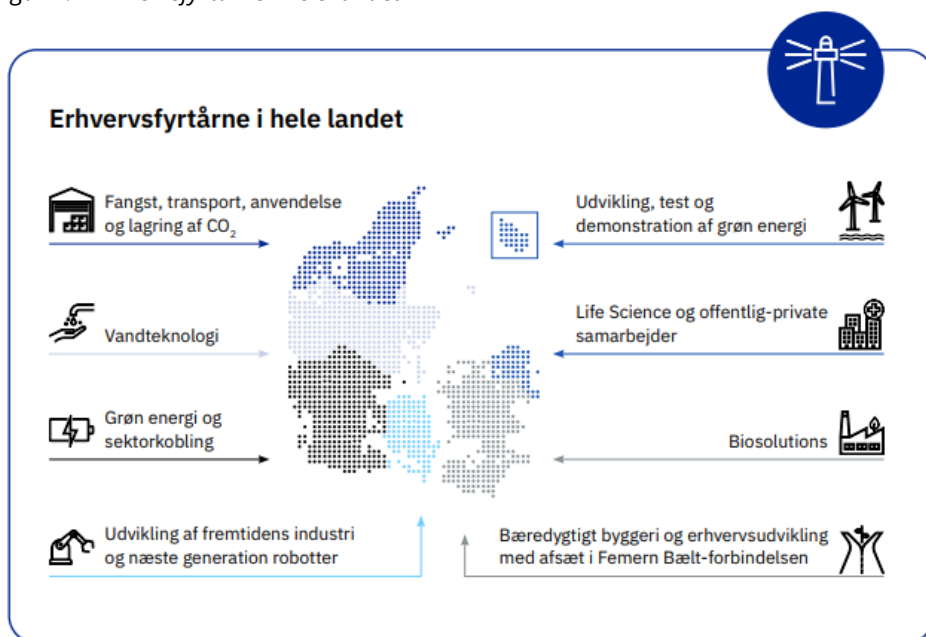 Erhvervsfyrtårne i hele landet
Fangst, transport, anvendelse
og lagring af CO₂
Vandteknologi
Grøn energi og
sektorkobling
Udvikling af fremtidens industri
og næste generation robotter
Udvikling, test og
demonstration af grøn energi
Life Science og offentlig-private
samarbejder
Biosolutions
Bæredygtigt byggeri og erhvervsudvikling
med afsæt i Femern Bælt-forbindelsen